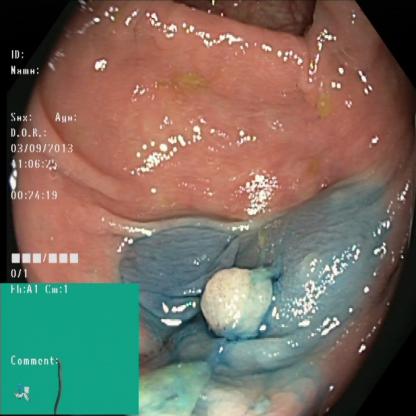 ID:
Name:
Sex: Age:
D.O.R.:
03/09/2013
11:06:25
00:24:19
0/1
Eh:A1 Cm:1
Comment: